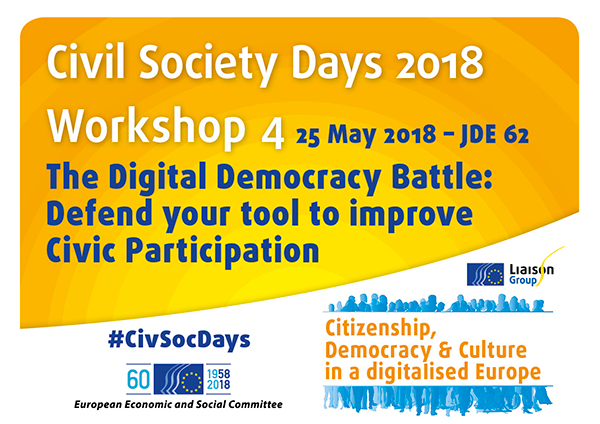 Civil Society Days 2018
Workshop 4 25 May 2018 – JDE 62
The Digital Democracy Battle:
Defend your tool to improve
Civic Participation
Liaison
Group
#CivSocDays
60 1958
2018
European Economic and Social Committee
Citizenship,
Democracy & Culture
in a digitalised Europe